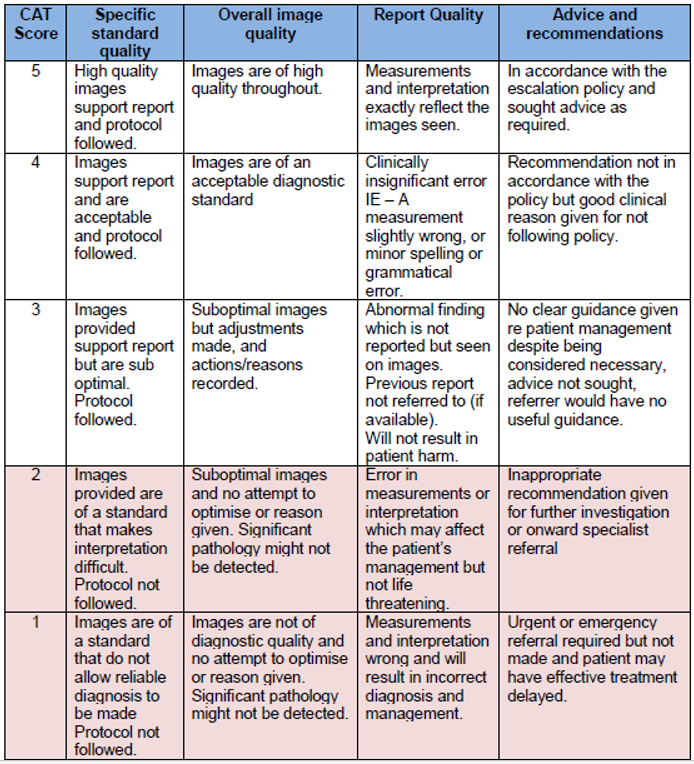 CAT Score
Specific standard quality
Overall image quality
Report Quality
Advice and recommendations
5
High quality
images
support report
and protocol
followed.
Images are of high
quality throughout.
Measurements
and interpretation
exactly reflect the
images seen.
In accordance with the
escalation policy and
sought advice as
required.
4
Images
support report
and are
acceptable
and protocol
followed.
Images are of an
acceptable diagnostic
standard
Clinically
insignificant error
IE – A
measurement
slightly wrong, or
minor spelling or
grammatical
error.
Recommendation not in
accordance with the
policy but good clinical
reason given for not
following policy.
3
Images
provided
support report
but are sub
optimal.
Protocol
followed.
Suboptimal images
but adjustments
made, and
actions/reasons
recorded.
Abnormal finding
which is not
reported but seen
on images.
Previous report
not referred to (if
available).
Will not result in
patient harm.
No clear guidance given
re patient management
despite being
considered necessary,
advice not sought,
referrer would have no
useful guidance.
2
Images
provided are
of a standard
that makes
interpretation
difficult.
Protocol not
followed.
Suboptimal images
and no attempt to
optimise or reason
given. Significant
pathology might not
be detected.
Error in
measurements or
interpretation
which may affect
the patient's
management but
not life
threatening.
Inappropriate
recommendation given
for further investigation
or onward specialist
referral
1
Images are of
a standard
that do not
allow reliable
diagnosis to
be made
Protocol not
followed.
Images are not of
diagnostic quality and
no attempt to optimise
or reason given.
Significant pathology
might not be detected.
Measurements
and interpretation
wrong and will
result in incorrect
diagnosis and
management.
Urgent or emergency
referral required but not
made and patient may
have effective treatment
delayed.